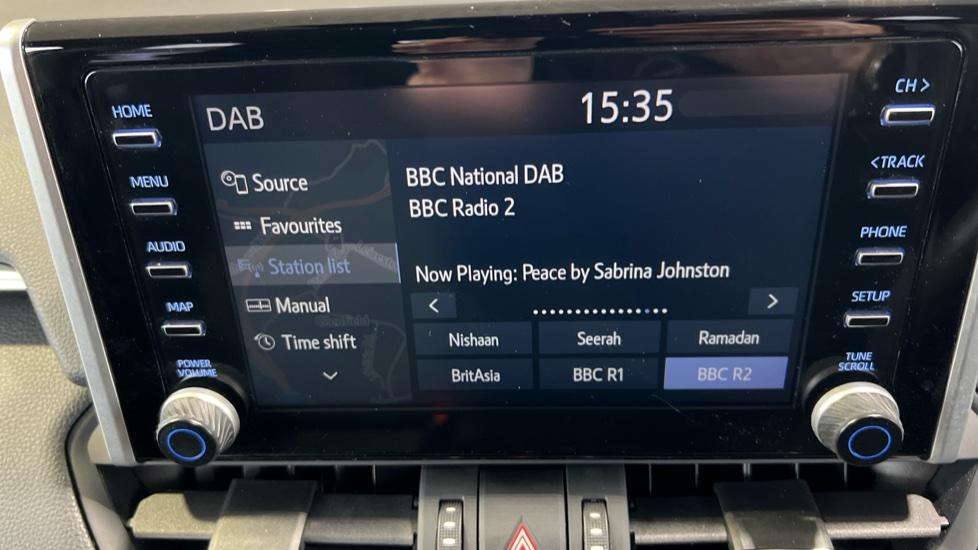 HOME
MENU
AUDIO
MAP
POWER
VOLUME
DAB
15:35
Source
Favourites
Station list
Manual
Time shift
BBC National DAB
BBC Radio 2
Now Playing: Peace by Sabrina Johnston
< >
Nishaan Seerah Ramadan
BritAsia BBC R1 BBC R2
CH >
<TRACK
PHONE
SETUP
TUNE
SCROLL